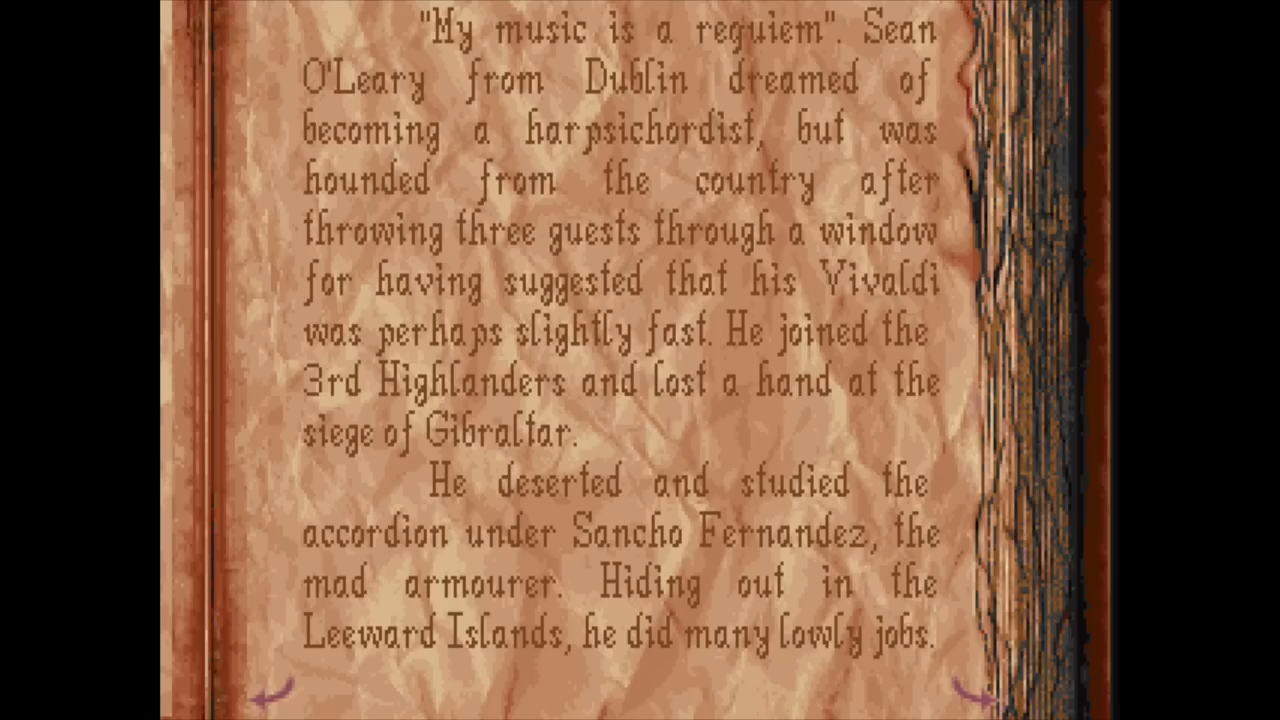 "My music is a requiem". Sean
O'Leary from Dublin dreamed of
becoming a harpsichordist, but was
hounded from the country after
throwing three guests through a window
for having suggested that his Vivaldi
was perhaps slightly fast. He joined the
3rd Highlanders and lost a hand at the
siege of Gibraltar.
He deserted and studied the
accordion under Sancho Fernandez, the
mad armourer. Hiding out in the
Leeward Islands, he did many lowly jobs.